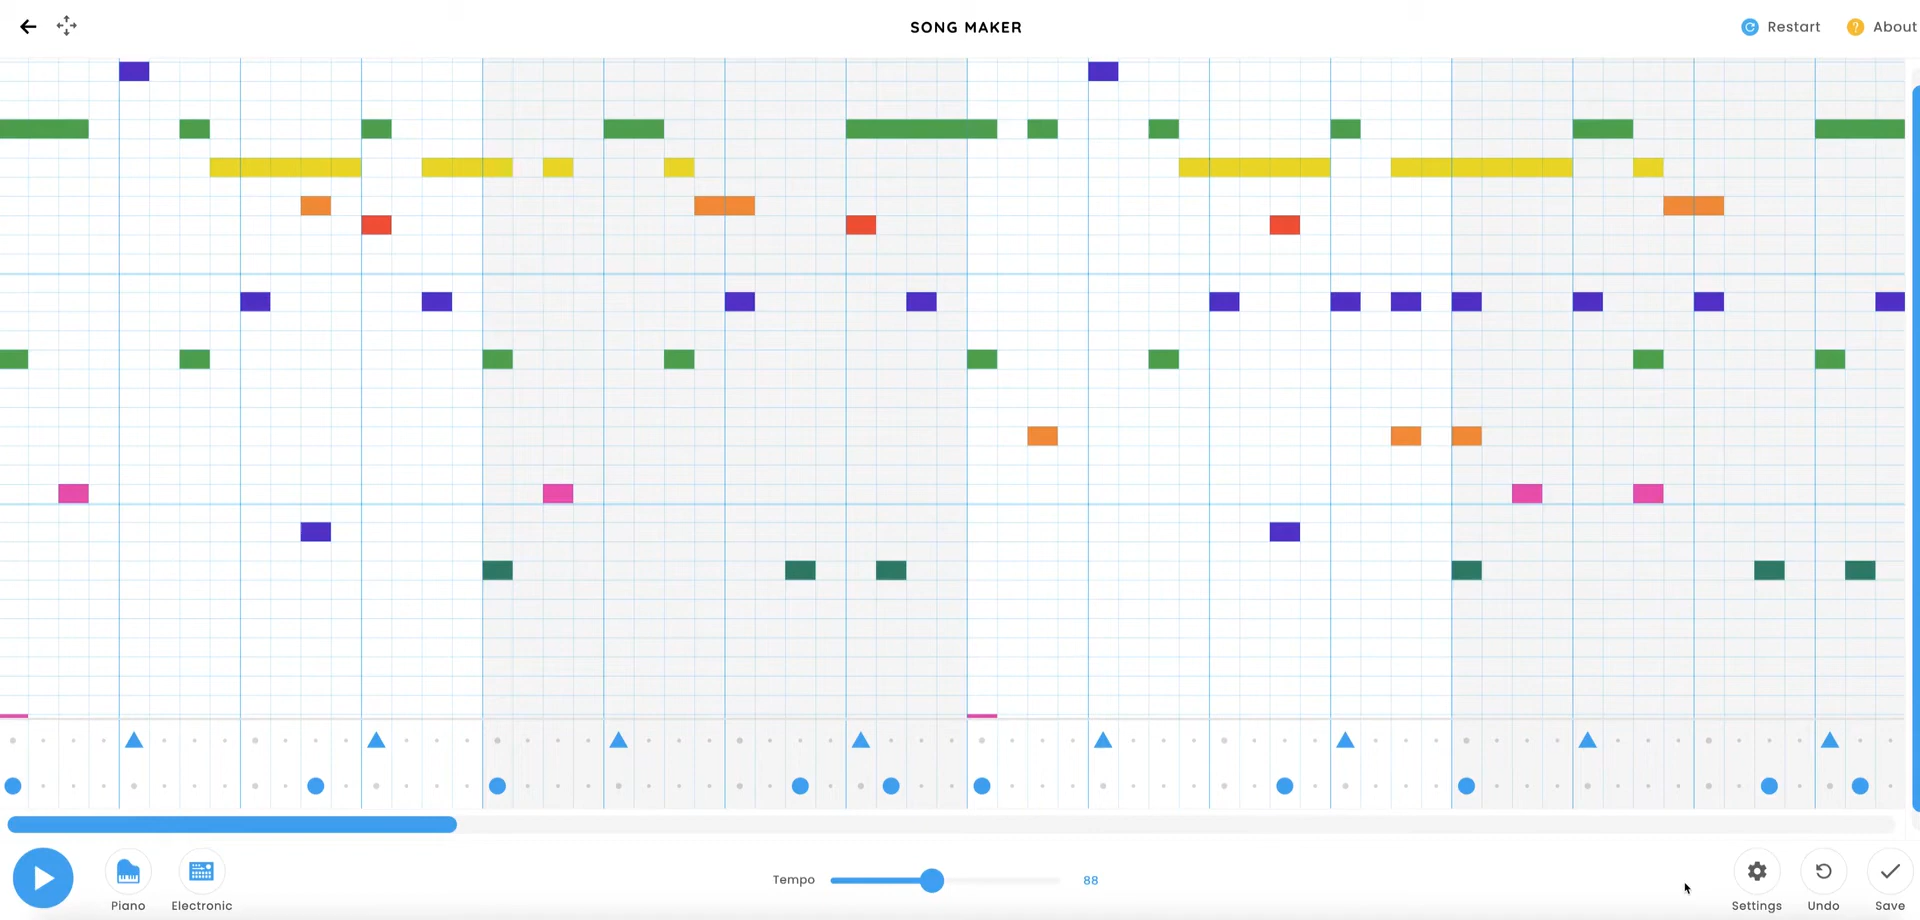 SONG MAKER
Restart
? About
Piano
Electronic
Tempo
88
Settings
Undo
Save